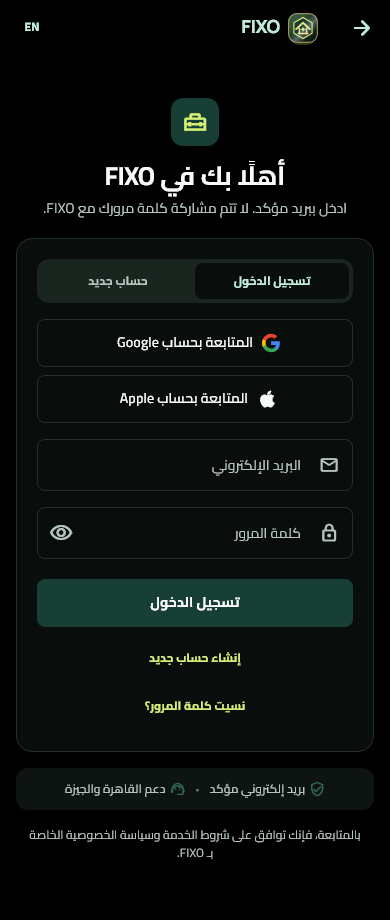 FIXO
EN
أهلًا بك في FIXO
ادخل ببريد مؤكد. لا تتم مشاركة كلمة مرورك مع FIXO.
تسجيل الدخول
حساب جديد
المتابعة بحساب Google
المتابعة بحساب Apple
البريد الإلكتروني
كلمة المرور
تسجيل الدخول
إنشاء حساب جديد
نسيت كلمة المرور؟
بريد إلكتروني مؤكد • دعم القاهرة والجيزة
بالمتابعة، فإنك توافق على شروط الخدمة وسياسة الخصوصية الخاصة
بـ FIXO.